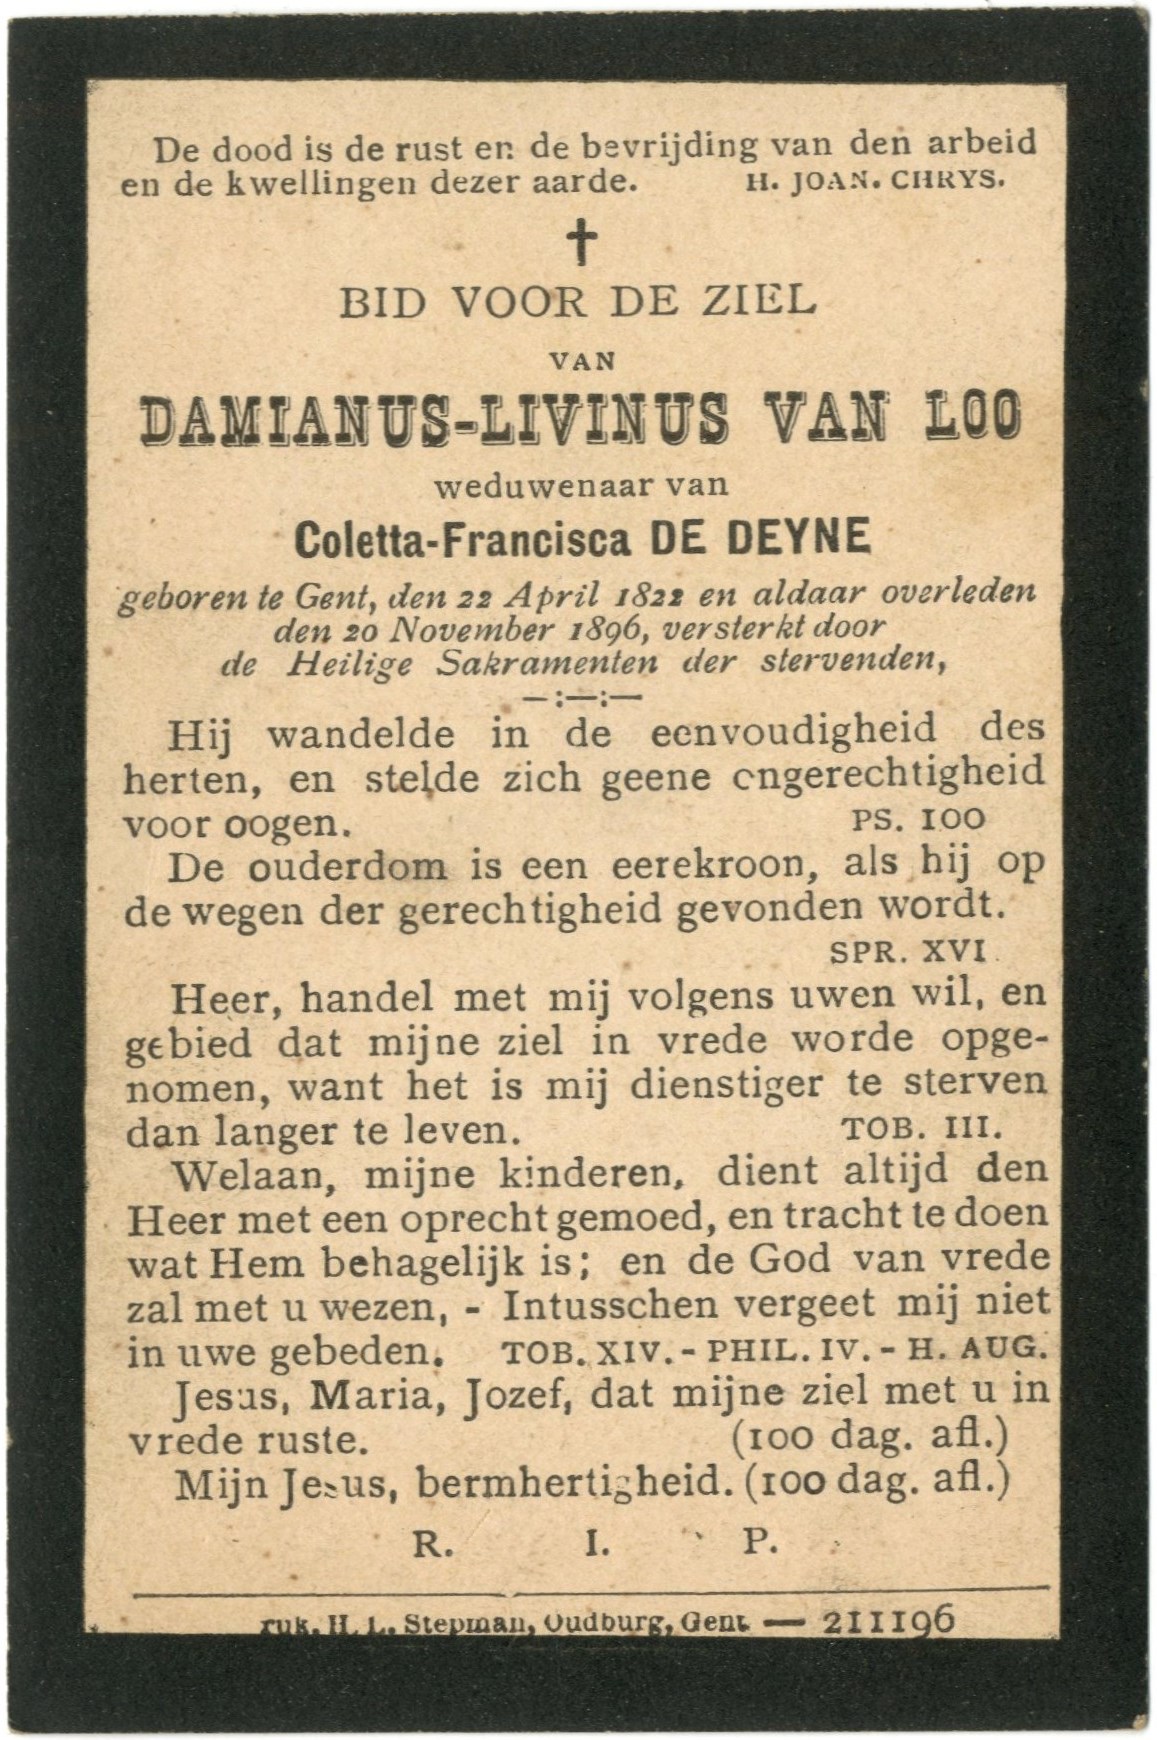 De dood is de rust en de bevrijding van den arbeid
en de kwellingen dezer aarde. H. JOAN. CHRYS.
BID VOOR DE ZIEL
VAN
DAMIANUS-LIVINUS VAN LOO
weduwenaar van
Coletta-Francisca DE DEYNE
geboren te Gent, den 22 April 1822 en aldaar overleden
den 20 November 1896, versterkt door
de Heilige Sakramenten der stervenden,
—:—:—
Hij wandelde in de eenvoudigheid des
herten, en stelde zich geene ongerechtigheid
voor oogen. PS. 100
De ouderdom is een eerekroon, als hij op
de wegen der gerechtigheid gevonden wordt.
SPR. XVI.
Heer, handel met mij volgens uwen wil, en
gebied dat mijne ziel in vrede worde opge-
nomen, want het is mij dienstiger te sterven
dan langer te leven. TOB. III.
Welaan, mijne kinderen, dient altijd den
Heer met een oprecht gemoed, en tracht te doen
wat Hem behagelijk is; en de God van vrede
zal met u wezen, - Intusschen vergeet mij niet
in uwe gebeden. TOB. XIV. - PHIL. IV. - H. AUG.
Jesus, Maria, Jozef, dat mijne ziel met u in
vrede ruste. (100 dag. afl.)
Mijn Jesus, bermhertigheid. (100 dag. afl.)
R. I. P.
ruk. H. L. Stepman, Oudburg, Gent. — 211196